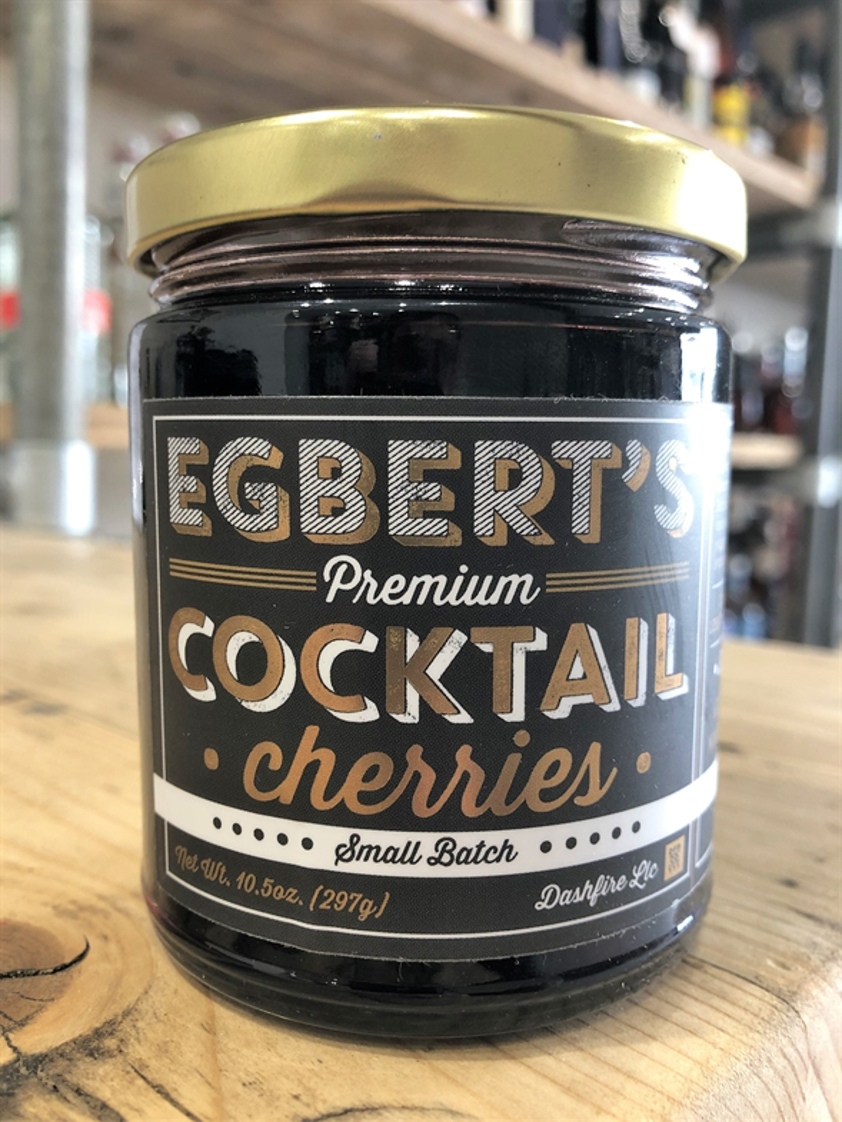 EGBERT'S
Premium
COCKTAIL
cherries
Small Batch
Net Wt. 10.5oz. (297g)
Dashfire Llc